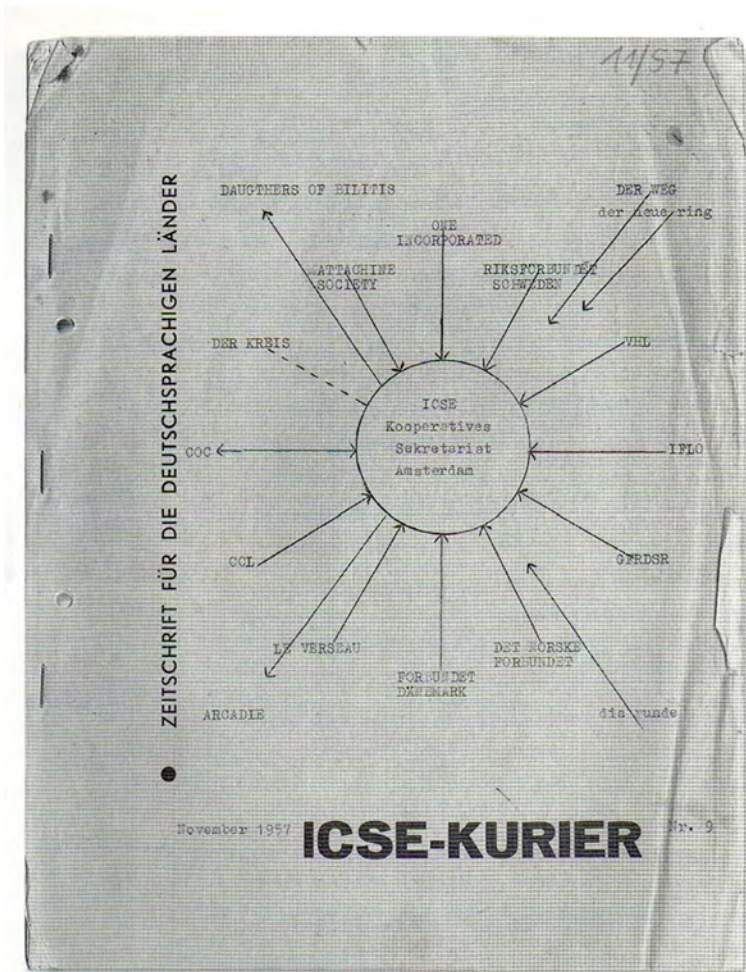 11/57
ZEITSCHRIFT FÜR DIE DEUTSCHSPRACHIGEN LÄNDER
DAUGTHERS OF BILITIS
DER WEG
der neue ring
ONE
INCORPORATED
MATTACHINE
SOCIETY
RIKSFORBUNDET
SCHWEDEN
DER KREIS
VHL
ICSE
Kooperatives
Sekretariat
Amsterdam
COC
IFLO
CCL
GFRDSR
LE VERSEAU
DET NORSKE
FORBUNDET
FORBUNDET
DÄNEMARK
ARCADIE
die runde
November 1957
ICSE-KURIER
Nr. 9